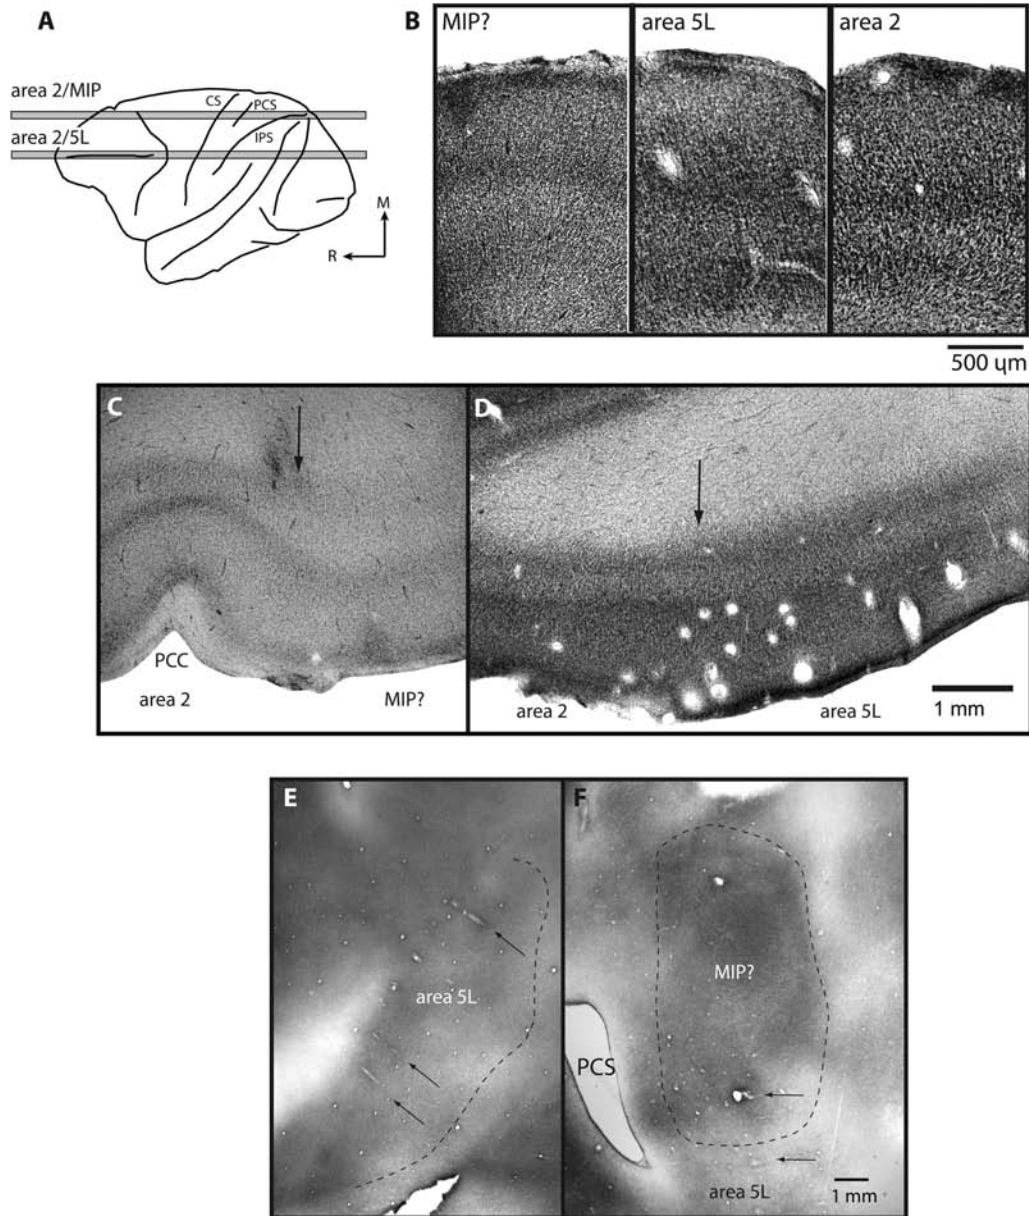 A
area 2/MIP
CS
PCS
area 2/5L
IPS
M
R
B
MIP?
area 5L
area 2
500 ɥm
C
PCC
area 2
MIP?
D
area 2
area 5L
1 mm
E
area 5L
F
MIP?
PCS
area 5L
1 mm